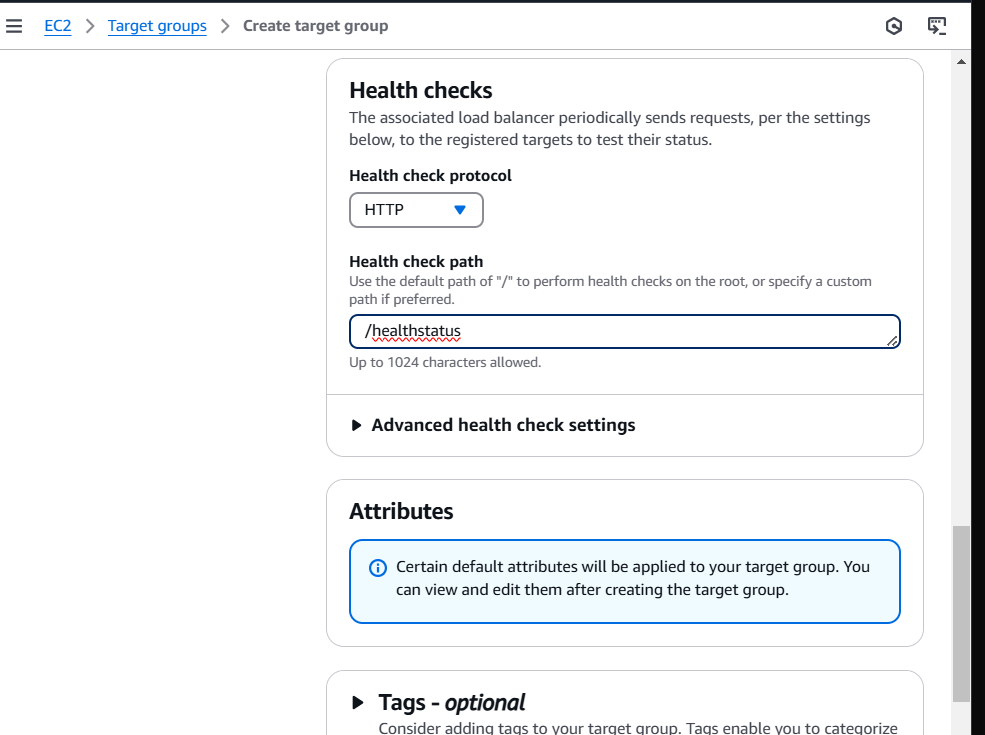 EC2 > Target groups > Create target group
Health checks
The associated load balancer periodically sends requests, per the settings
below, to the registered targets to test their status.
Health check protocol
HTTP
Health check path
Use the default path of "/" to perform health checks on the root, or specify a custom
path if preferred.
/healthstatus
Up to 1024 characters allowed.
Advanced health check settings
Attributes
Certain default attributes will be applied to your target group. You
can view and edit them after creating the target group.
Tags - optional
Consider adding tags to your target group. Tags enable you to categorize